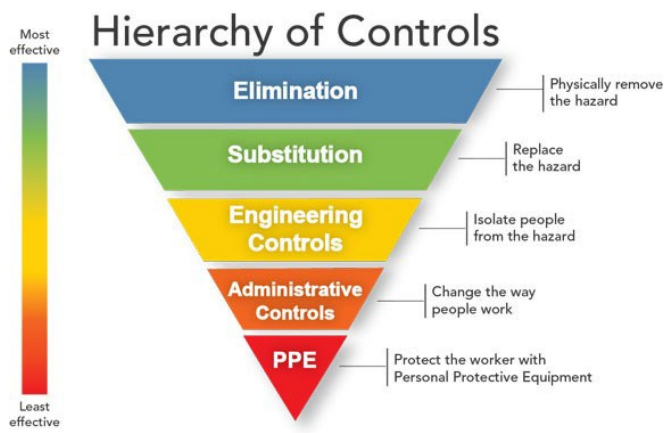 Hierarchy of Controls
Most
effective
Elimination
Physically remove
the hazard
Substitution
Replace
the hazard
Engineering
Controls
Isolate people
from the hazard
Administrative
Controls
Change the way
people work
PPE
Protect the worker with
Personal Protective Equipment
Least
effective